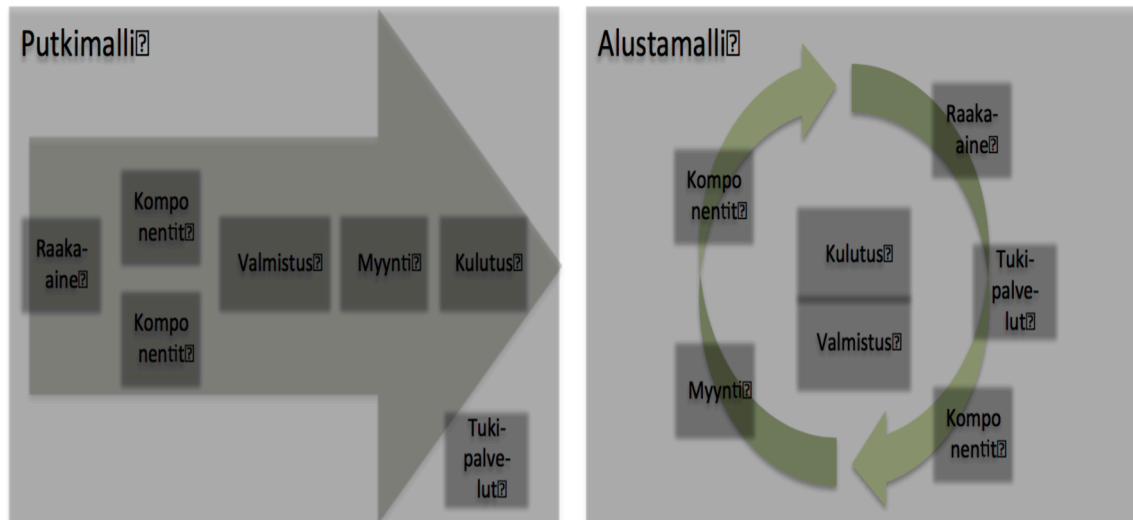 Putkimalli
Raaka-
aine
Kompo
nentit
Kompo
nentit
Valmistus
Myynti
Kulutus
Tuki-
palve-
lut
Alustamalli
Raaka-
aine
Tuki-
palve-
lut
Kompo
nentit
Myynti
Kompo
nentit
Kulutus
Valmistus